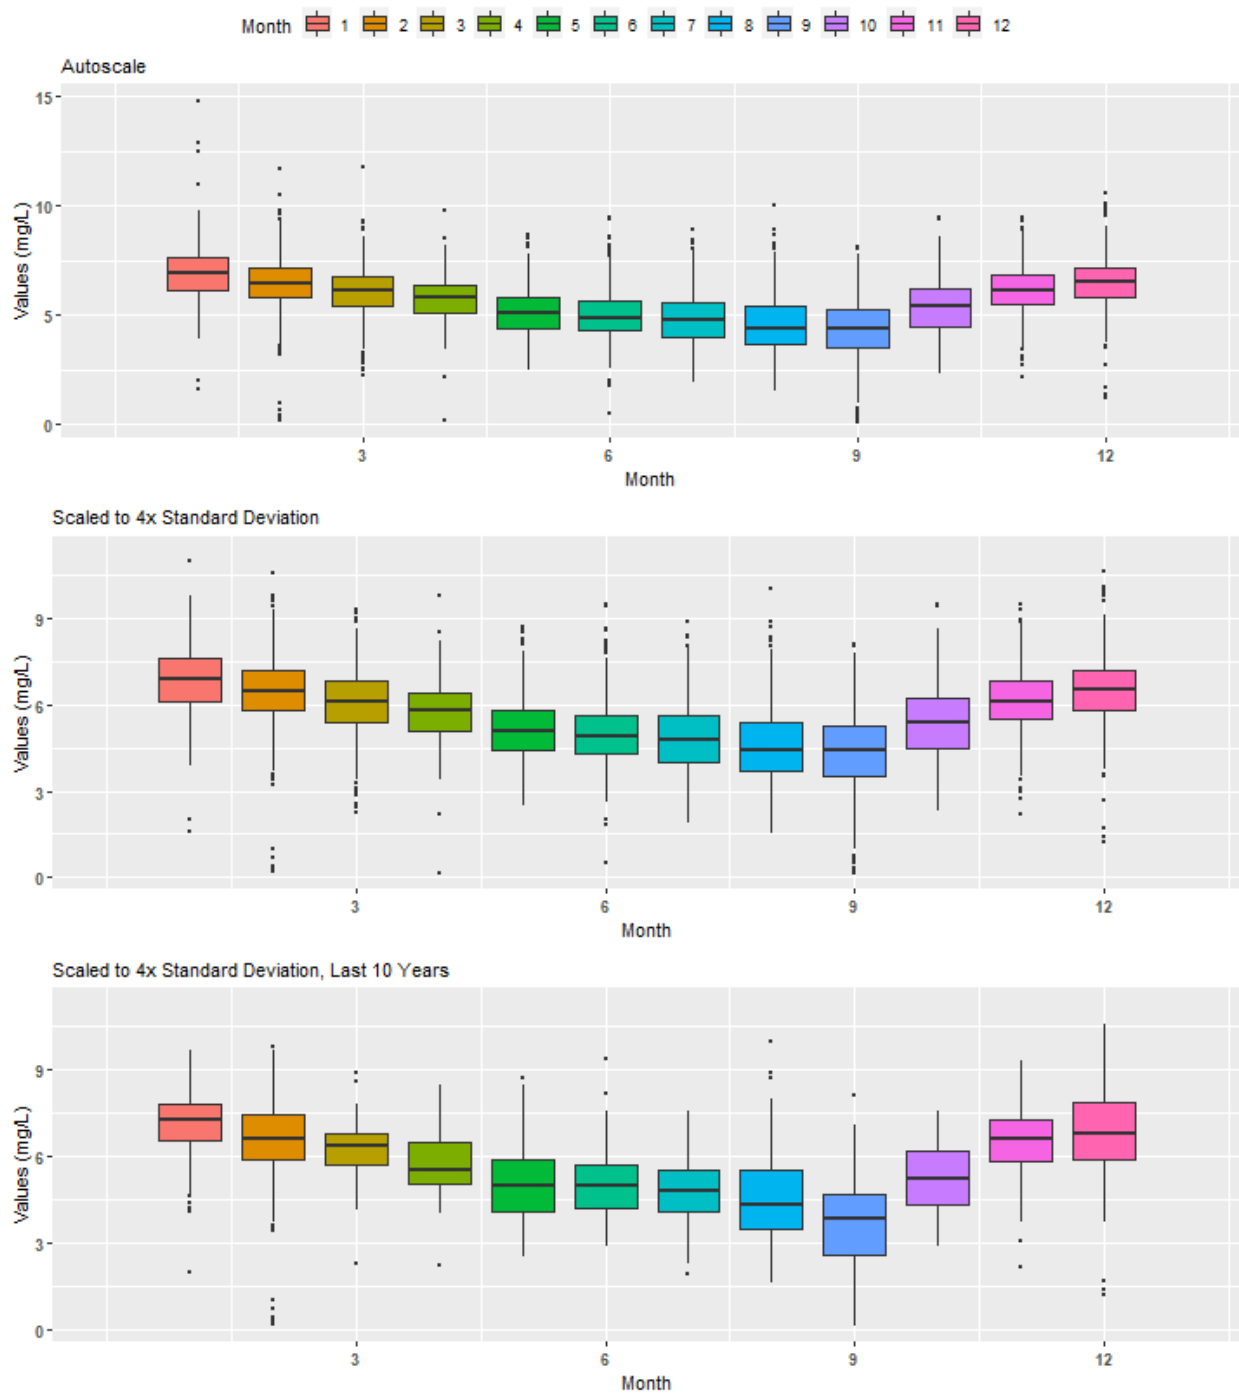 Month 1 2 3 4 5 6 7 8 9 10 11 12
Autoscale
Values (mg/L)
15
10
5
0
3 6 9 12
Month
Scaled to 4x Standard Deviation
Values (mg/L)
9
6
3
0
3 6 9 12
Month
Scaled to 4x Standard Deviation, Last 10 Years
Values (mg/L)
9
6
3
0
3 6 9 12
Month